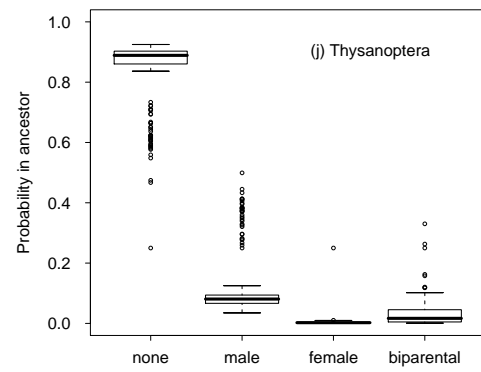 (j) Thysanoptera
Probability in ancestor
1.0
0.8
0.6
0.4
0.2
0.0
none male female biparental